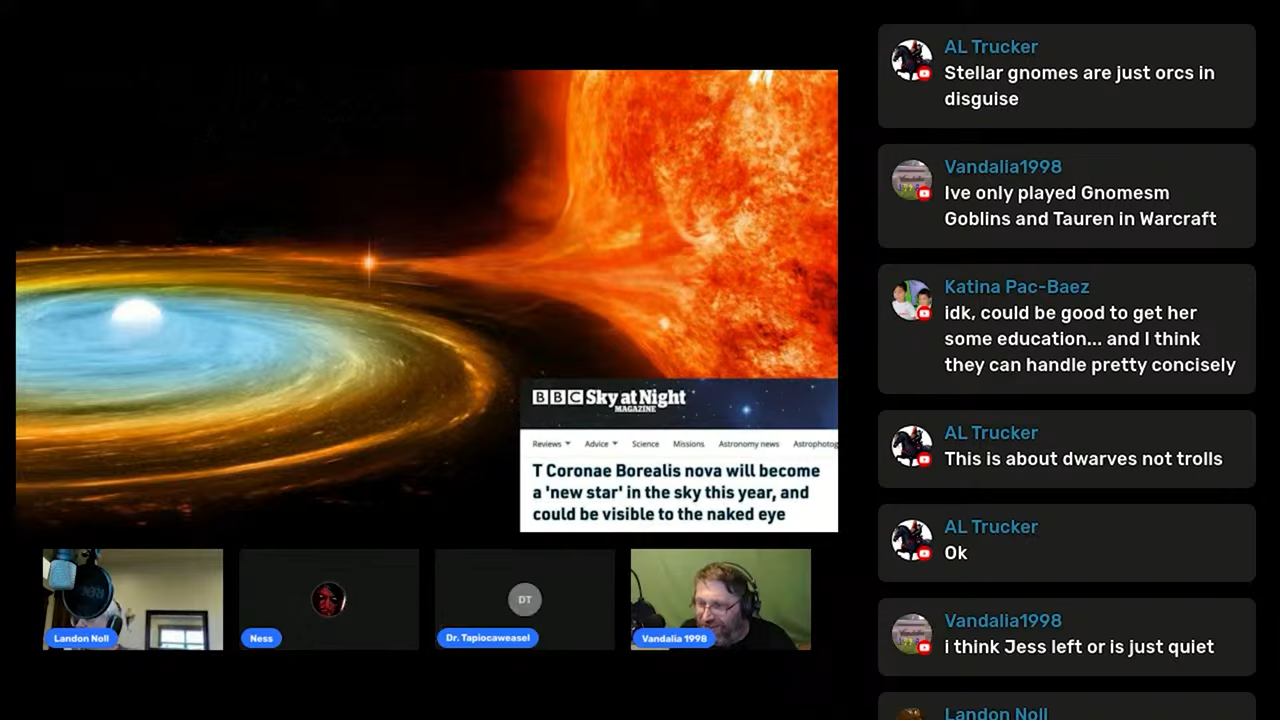 BBC Sky at Night
MAGAZINE
Reviews Advice Science Missions Astronomy news Astrophotog
T Coronae Borealis nova will become
a 'new star' in the sky this year, and
could be visible to the naked eye
Landon Noll
Ness
DT
Dr. Tapiocaweasel
Vandalia 1998
AL Trucker
Stellar gnomes are just orcs in
disguise
Vandalia1998
Ive only played Gnomesm
Goblins and Tauren in Warcraft
Katina Pac-Baez
idk, could be good to get her
some education... and I think
they can handle pretty concisely
AL Trucker
This is about dwarves not trolls
AL Trucker
Ok
Vandalia1998
i think Jess left or is just quiet
Landon Noll